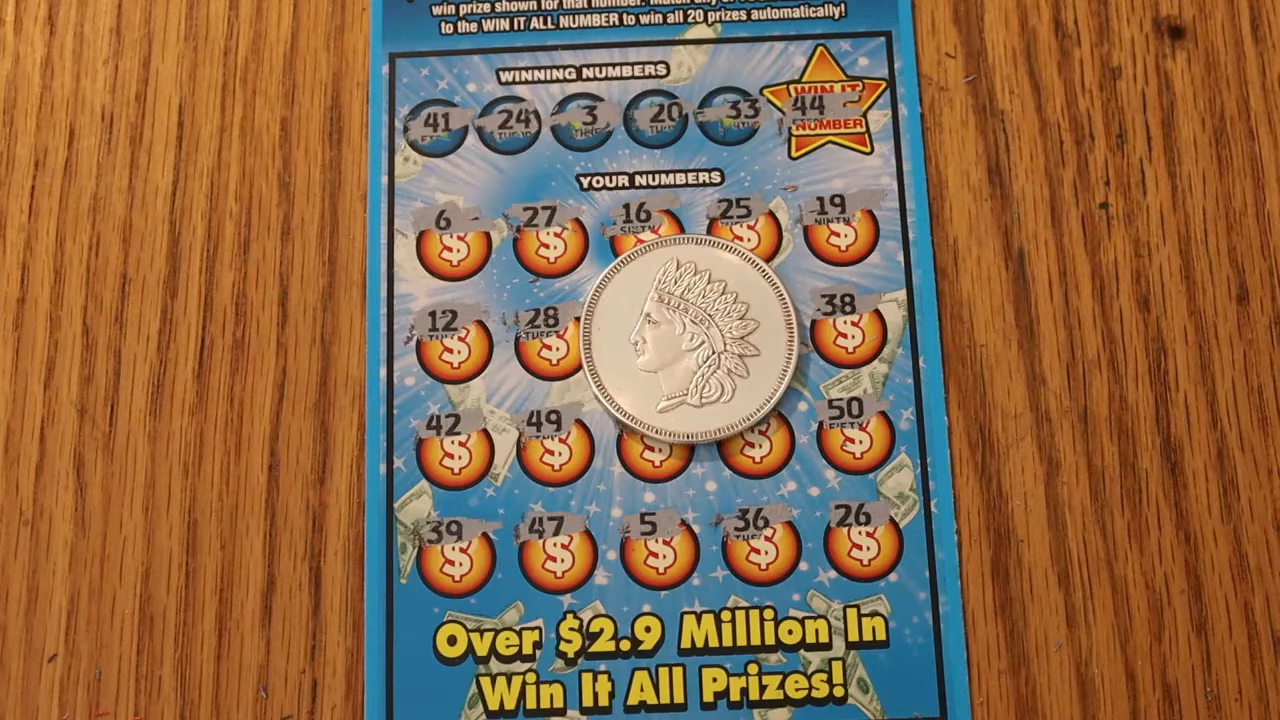 win prize shown for that number. Match any of
to the WIN IT ALL NUMBER to win all 20 prizes automatically!
WINNING NUMBERS
41 24 3 20 33 44
WIN IT
NUMBER
YOUR NUMBERS
6 27 16 25 19
$ $ $ $ $
12 28 38
$ $ $
LIBERTY
42 49 50
$ $ $ $ $
FIFTY
39 47 5 36 26
$ $ $ $ $
Over $2.9 Million In
Win It All Prizes!